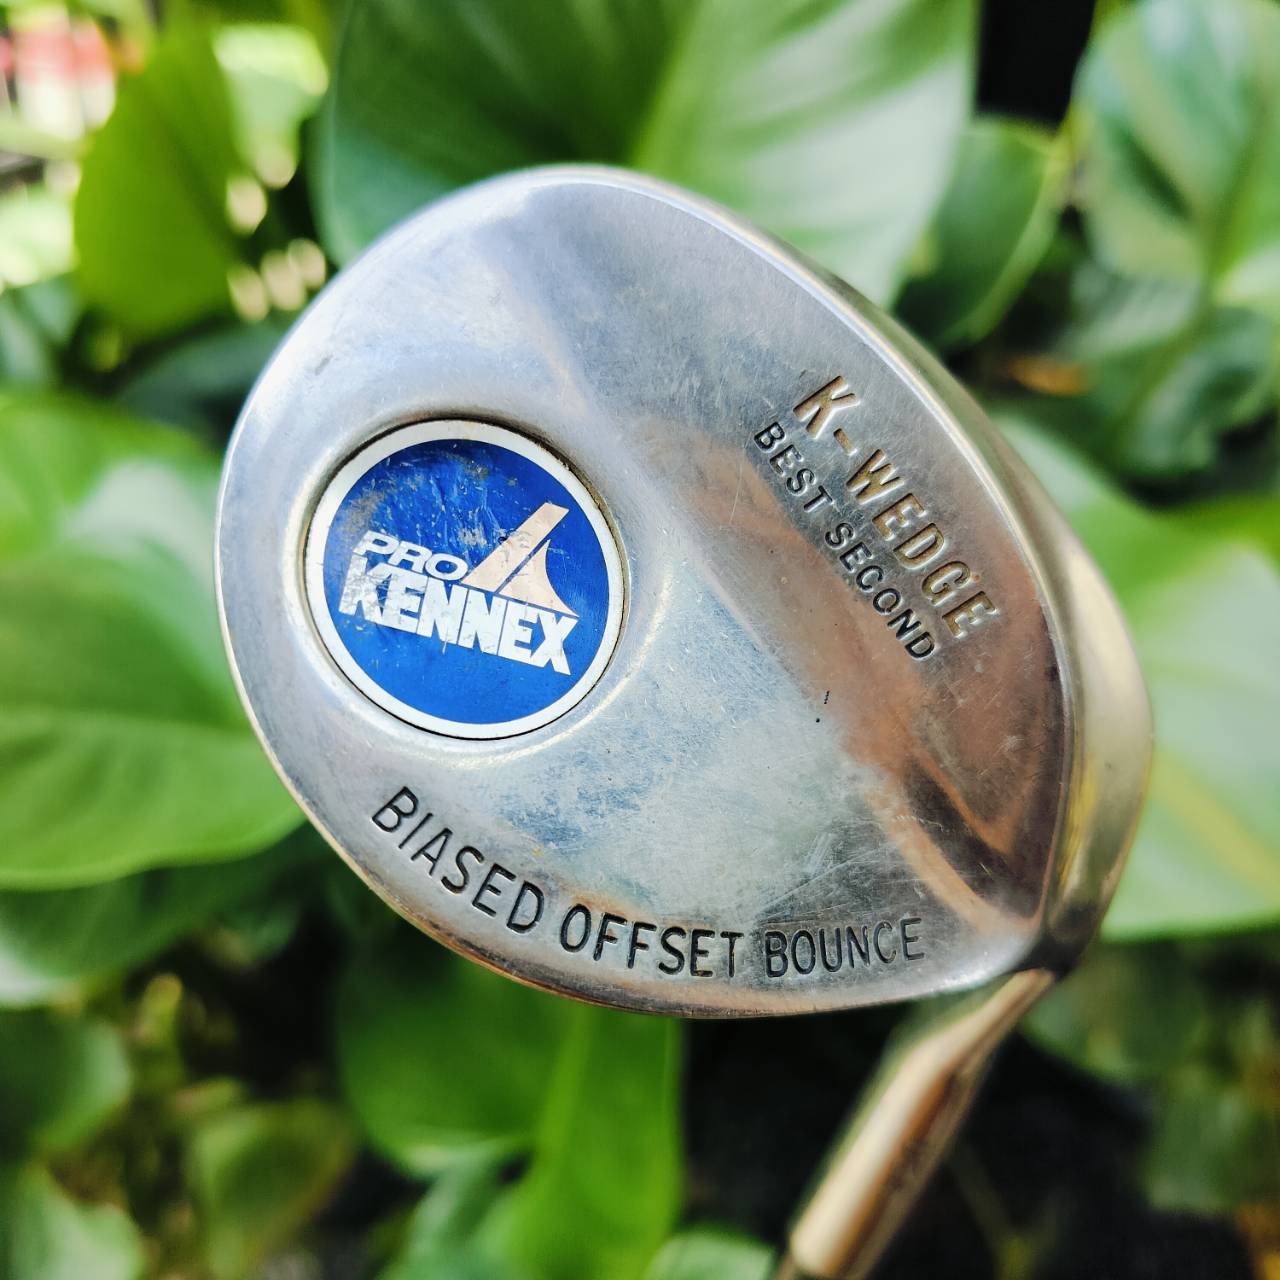 K-WEDGE
BEST SECOND
PRO
KENNEX
BIASED OFFSET BOUNCE